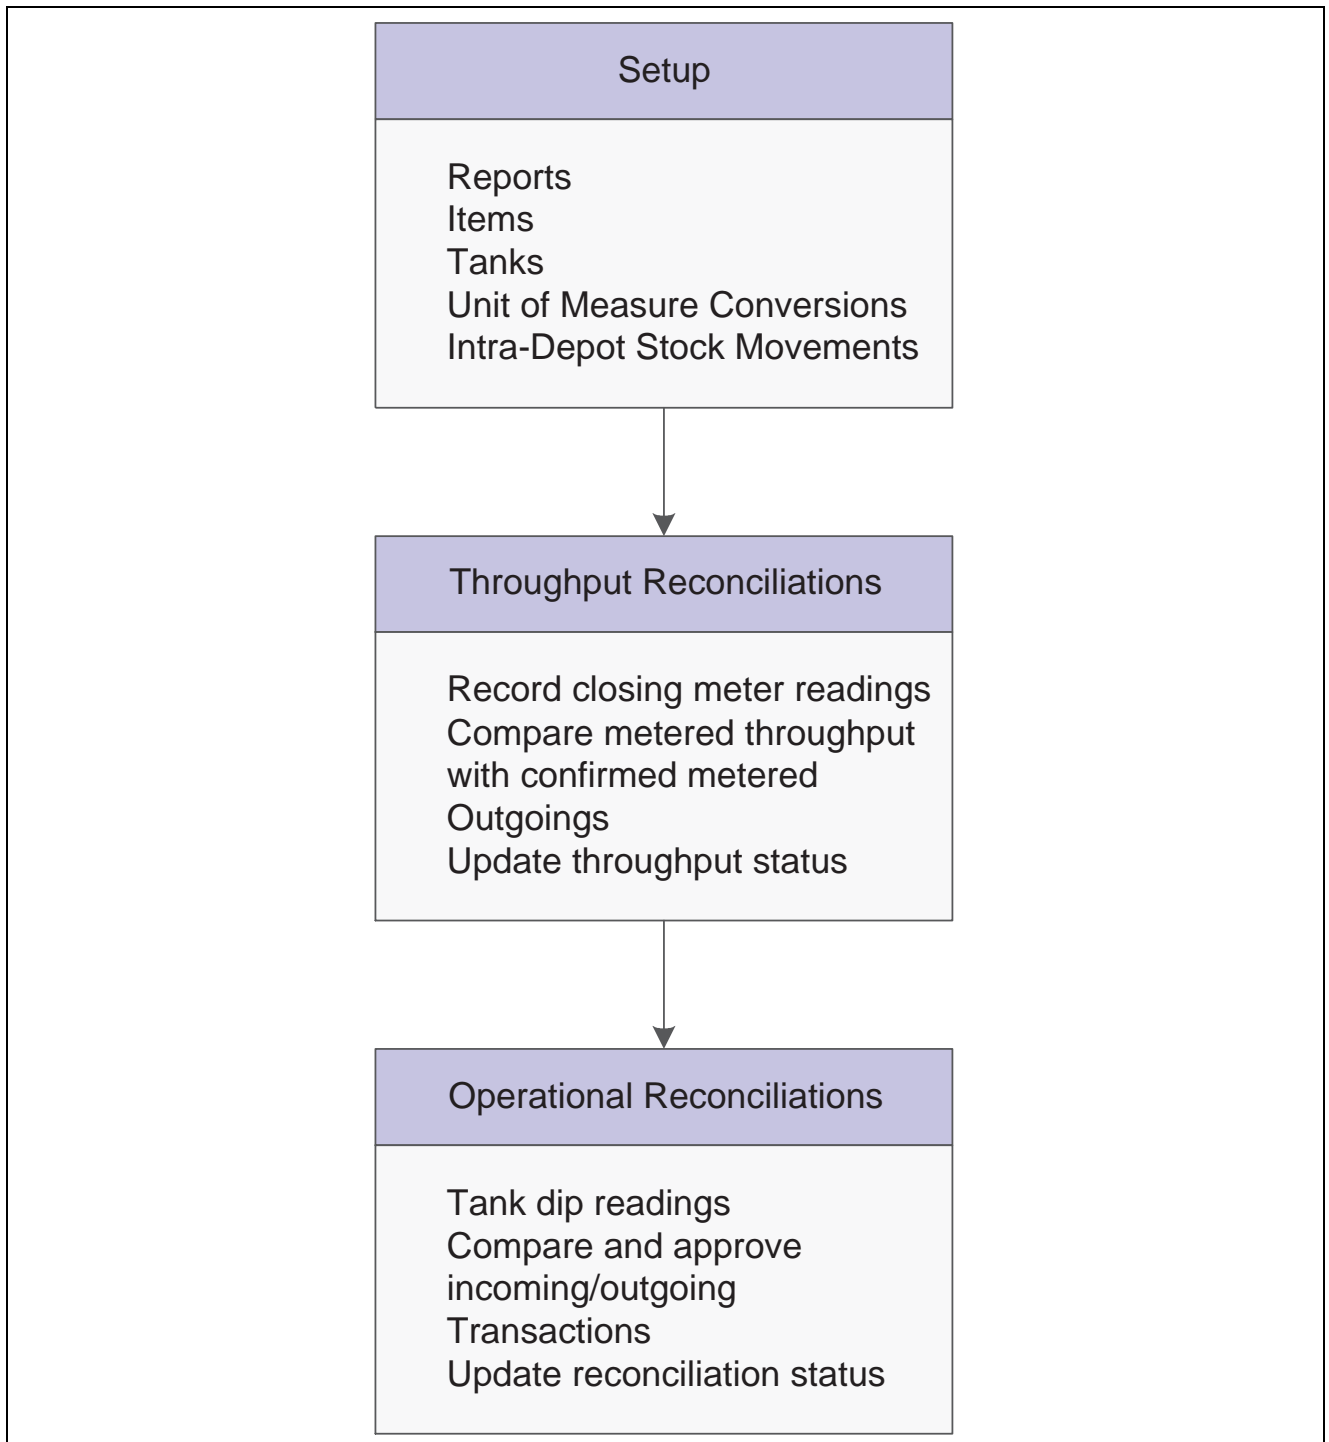 Setup
Reports
Items
Tanks
Unit of Measure Conversions
Intra-Depot Stock Movements
Throughput Reconciliations
Record closing meter readings
Compare metered throughput
with confirmed metered
Outgoings
Update throughput status
Operational Reconciliations
Tank dip readings
Compare and approve
incoming/outgoing
Transactions
Update reconciliation status